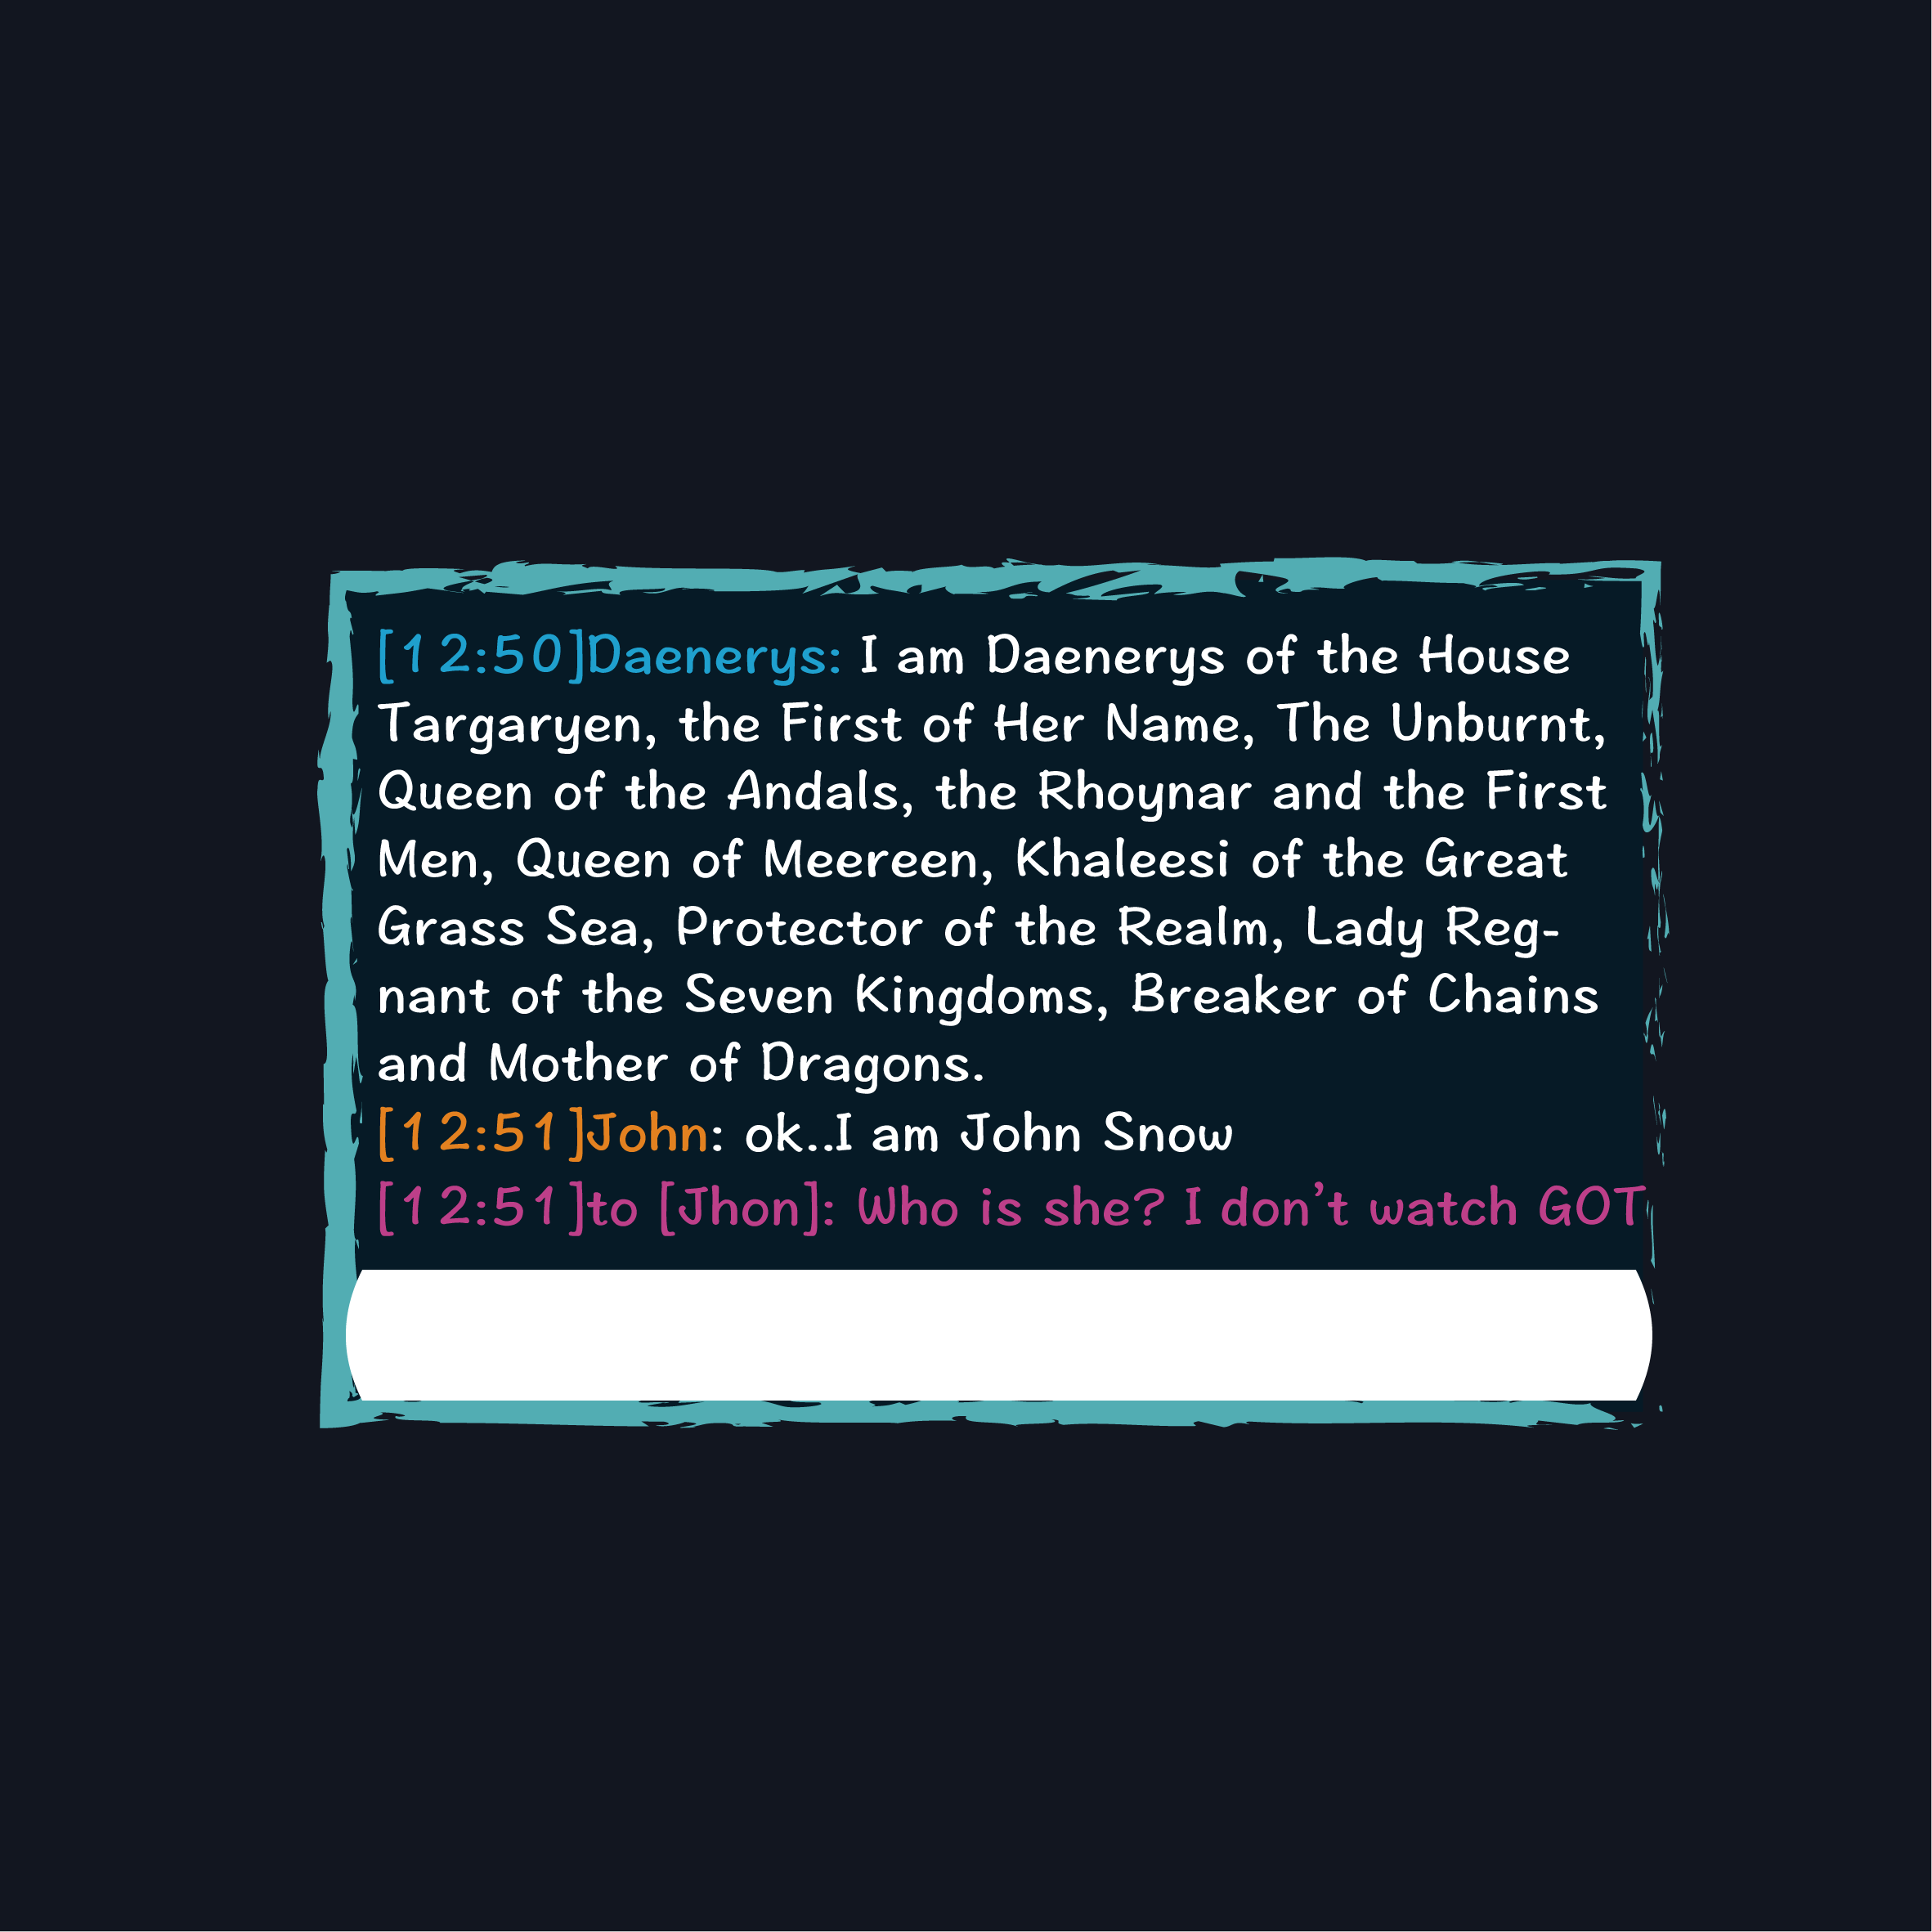 [12:50]Daenerys: I am Daenerys of the House
Targaryen, the First of Her Name, The Unburnt,
Queen of the Andals, the Rhoynar and the First
Men, Queen of Meereen, Khaleesi of the Great
Grass Sea, Protector of the Realm, Lady Reg-
nant of the Seven Kingdoms, Breaker of Chains
and Mother of Dragons.
[12:51]John: ok...I am John Snow
[12:51]to [Jhon]: Who is she? I don't watch GOT